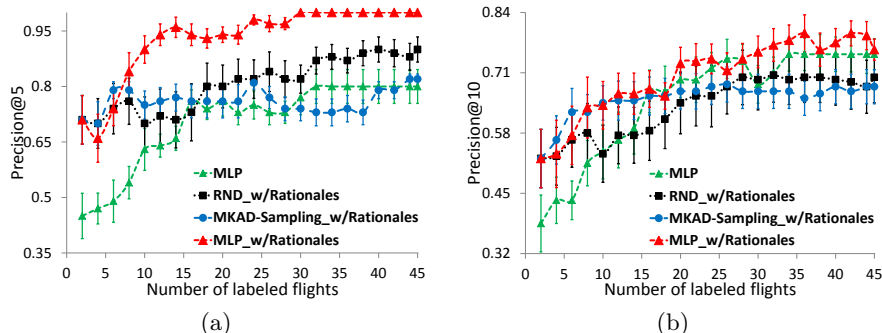 Precision@5
0.95
0.8
0.65
0.5
0.35
MLP
RND_w/Rationales
MKAD-Sampling_w/Rationales
MLP_w/Rationales
0 5 10 15 20 25 30 35 40 45
Number of labeled flights
(a)
Precision@10
0.84
0.71
0.58
0.45
0.32
MLP
RND_w/Rationales
MKAD-Sampling_w/Rationales
MLP_w/Rationales
0 5 10 15 20 25 30 35 40 45
Number of labeled flights
(b)